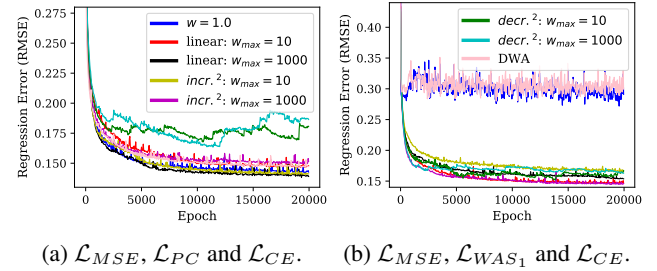 Regression Error (RMSE)
0.275
0.250
0.225
0.200
0.175
0.150
0 5000 10000 15000 20000
Epoch
w = 1.0
linear: w_max = 10
linear: w_max = 1000
incr.²: w_max = 10
incr.²: w_max = 1000
(a) ℒ_MSE, ℒ_PC and ℒ_CE.
Regression Error (RMSE)
0.40
0.35
0.30
0.25
0.20
0.15
0 5000 10000 15000 20000
Epoch
decr.²: w_max = 10
decr.²: w_max = 1000
DWA
(b) ℒ_MSE, ℒ_WAS₁ and ℒ_CE.